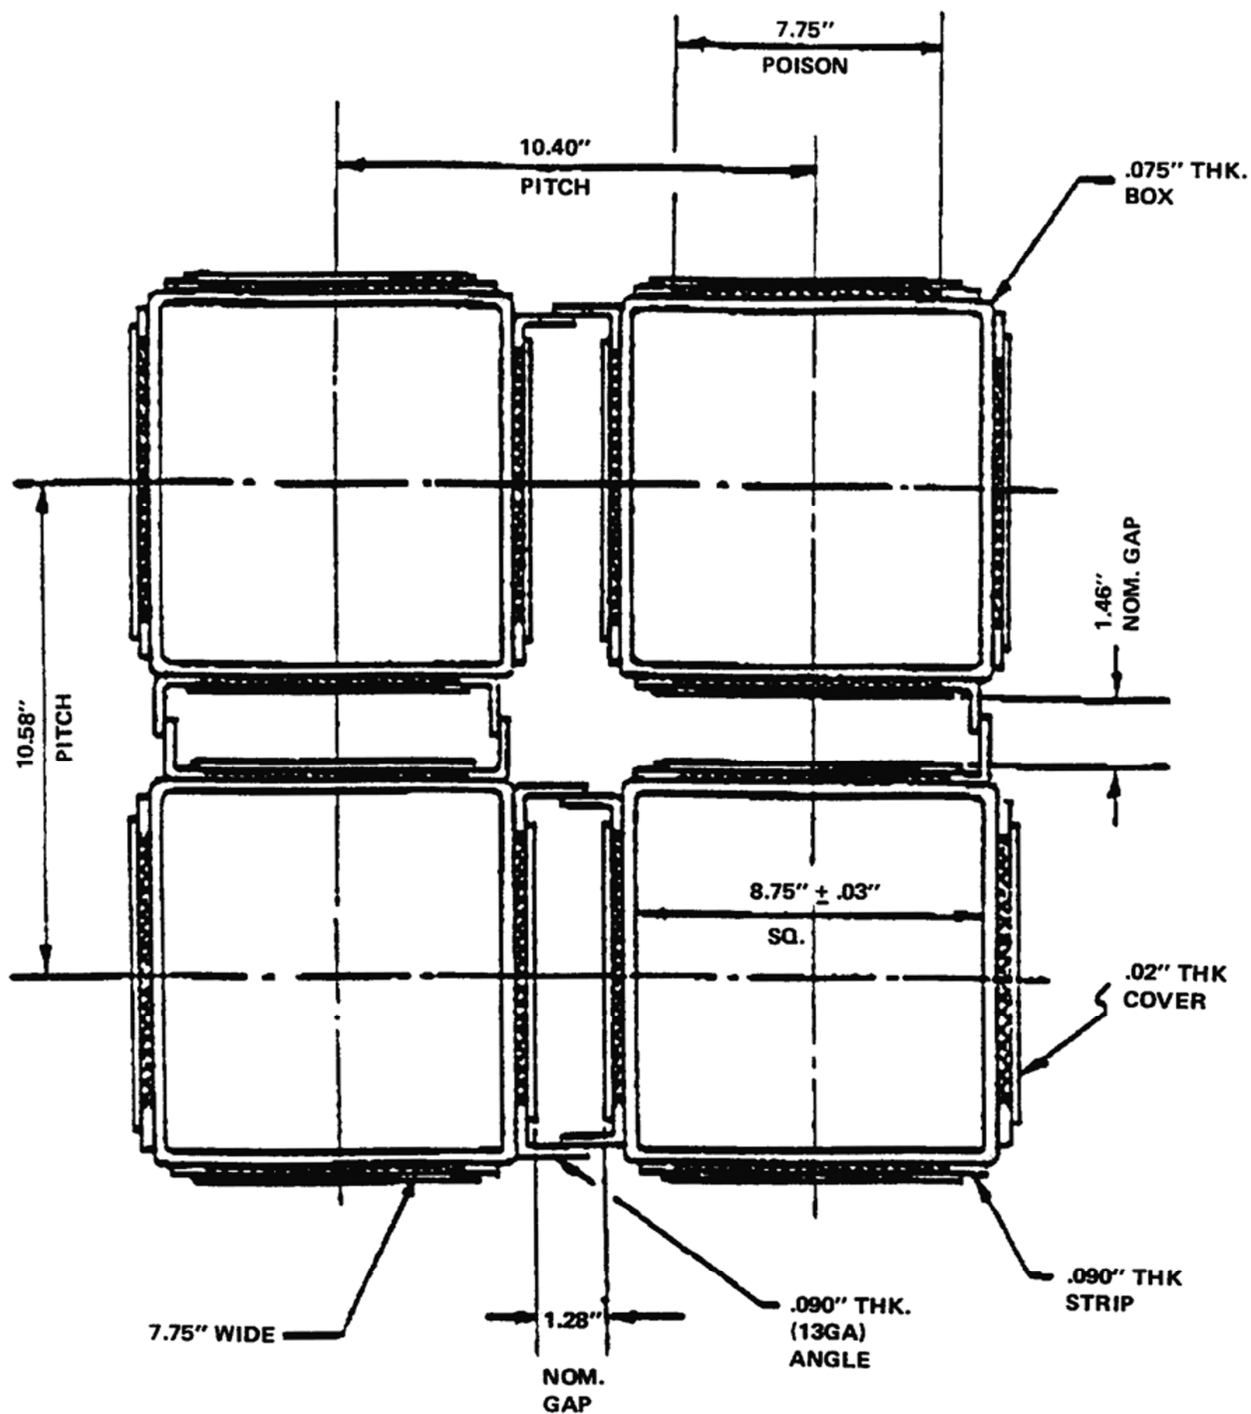 7.75″
POISON
10.40″
PITCH
.075″ THK.
BOX
1.46″
NOM. GAP
10.58″
PITCH
8.75″ ± .03″
SQ.
.02″ THK
COVER
.090″ THK
STRIP
7.75″ WIDE
1.28″
NOM.
GAP
.090″ THK.
(13GA)
ANGLE